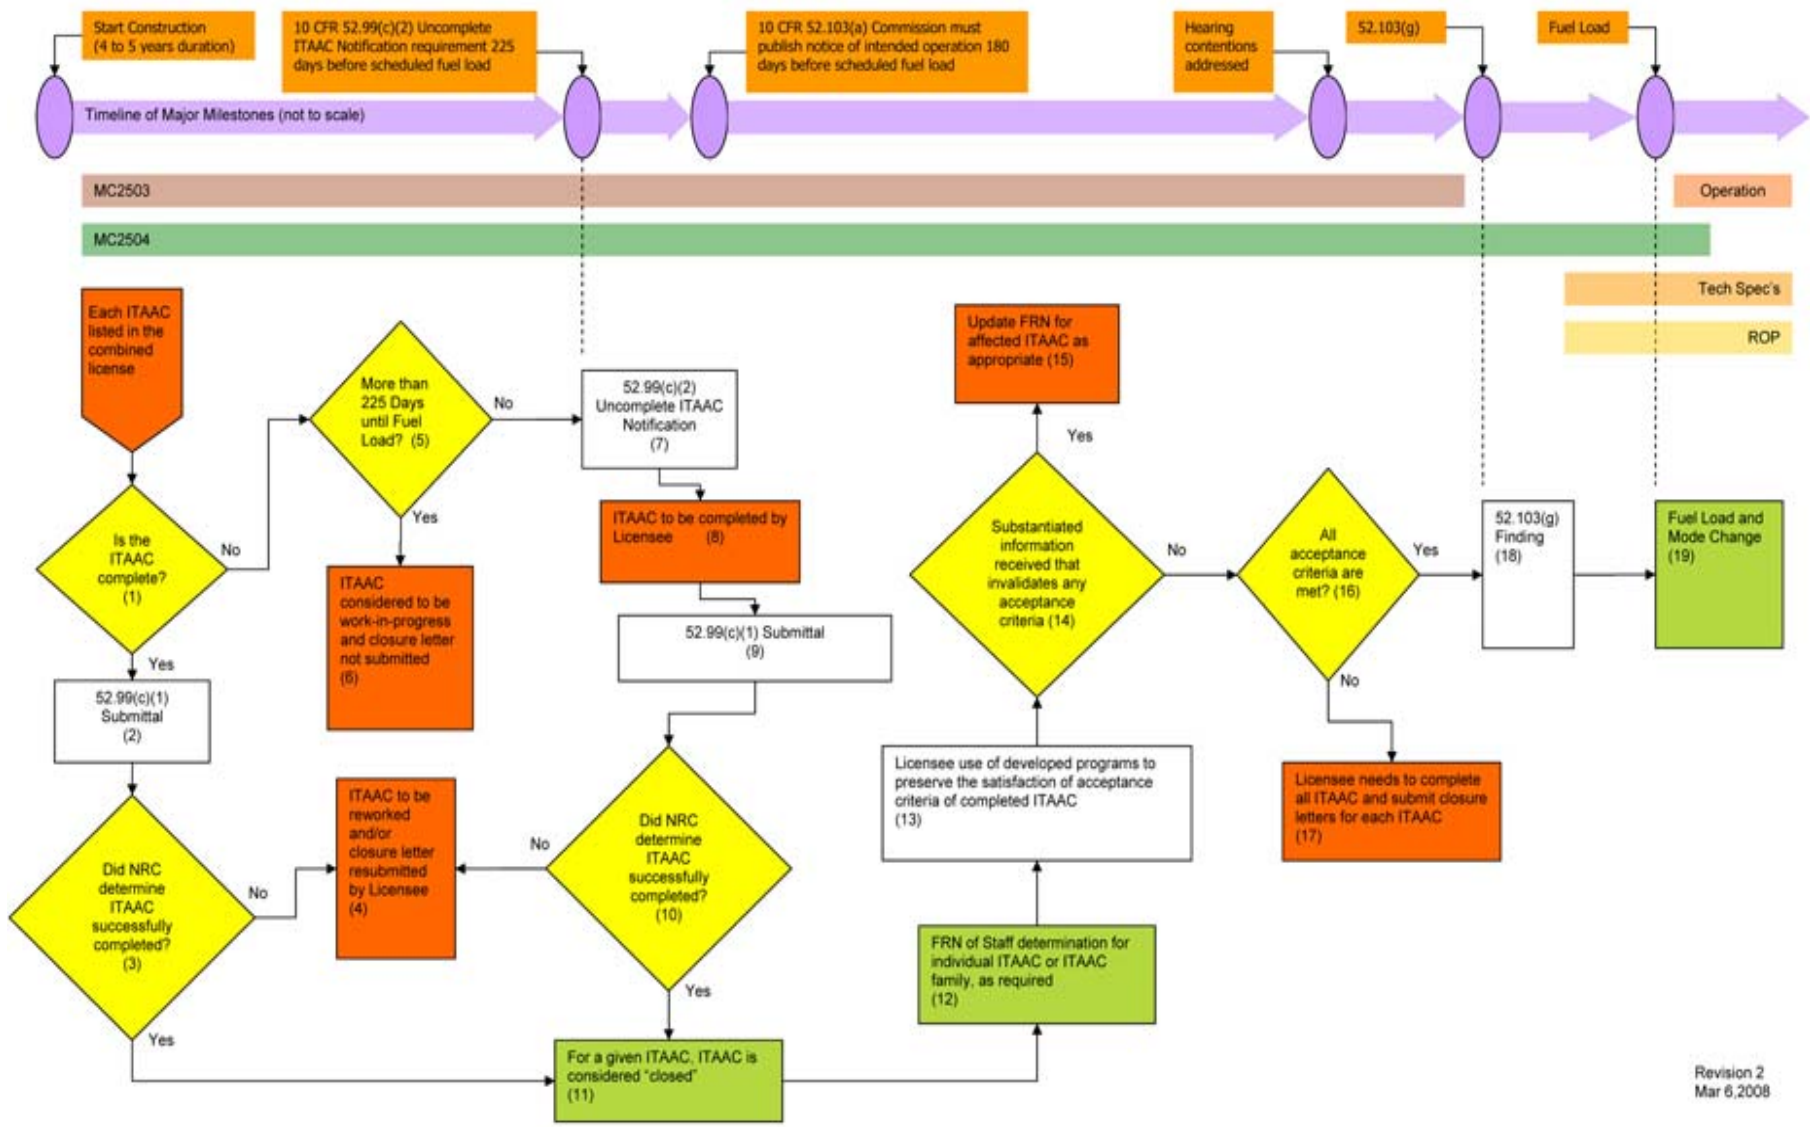 Start Construction
(4 to 5 years duration)
10 CFR 52.99(c)(2) Uncomplete
ITAAC Notification requirement 225
days before scheduled fuel load
10 CFR 52.103(a) Commission must
publish notice of intended operation 180
days before scheduled fuel load
Hearing
contentions
addressed
52.103(g)
Fuel Load
Timeline of Major Milestones (not to scale)
MC2503
Operation
MC2504
Tech Spec's
ROP
Each ITAAC
listed in the
combined
license
More than
225 Days
until Fuel
Load? (5)
No
Yes
52.99(c)(2)
Uncomplete ITAAC
Notification
(7)
ITAAC to be completed by
Licensee (8)
52.99(c)(1) Submittal
(9)
Is the
ITAAC
complete?
(1)
No
Yes
ITAAC
considered to be
work-in-progress
and closure letter
not submitted
(6)
52.99(c)(1)
Submittal
(2)
Did NRC
determine
ITAAC
successfully
completed?
(3)
No
Yes
ITAAC to be
reworked
and/or
closure letter
resubmitted
by Licensee
(4)
Did NRC
determine
ITAAC
successfully
completed?
(10)
No
Yes
For a given ITAAC, ITAAC is
considered "closed"
(11)
FRN of Staff determination for
individual ITAAC or ITAAC
family, as required
(12)
Licensee use of developed programs to
preserve the satisfaction of acceptance
criteria of completed ITAAC
(13)
Substantiated
information
received that
invalidates any
acceptance
criteria (14)
Yes
No
Update FRN for
affected ITAAC as
appropriate (15)
All
acceptance
criteria are
met? (16)
Yes
No
Licensee needs to complete
all ITAAC and submit closure
letters for each ITAAC
(17)
52.103(g)
Finding
(18)
Fuel Load and
Mode Change
(19)
Revision 2
Mar 6,2008